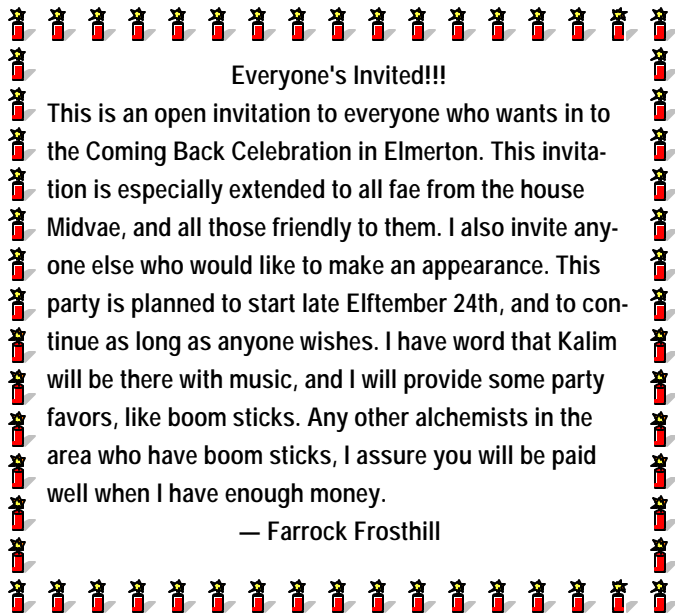 Everyone's Invited!!!
This is an open invitation to everyone who wants in to
the Coming Back Celebration in Elmerton. This invita-
tion is especially extended to all fae from the house
Midvae, and all those friendly to them. I also invite any-
one else who would like to make an appearance. This
party is planned to start late Elftember 24th, and to con-
tinue as long as anyone wishes. I have word that Kalim
will be there with music, and I will provide some party
favors, like boom sticks. Any other alchemists in the
area who have boom sticks, I assure you will be paid
well when I have enough money.
— Farrock Frosthill